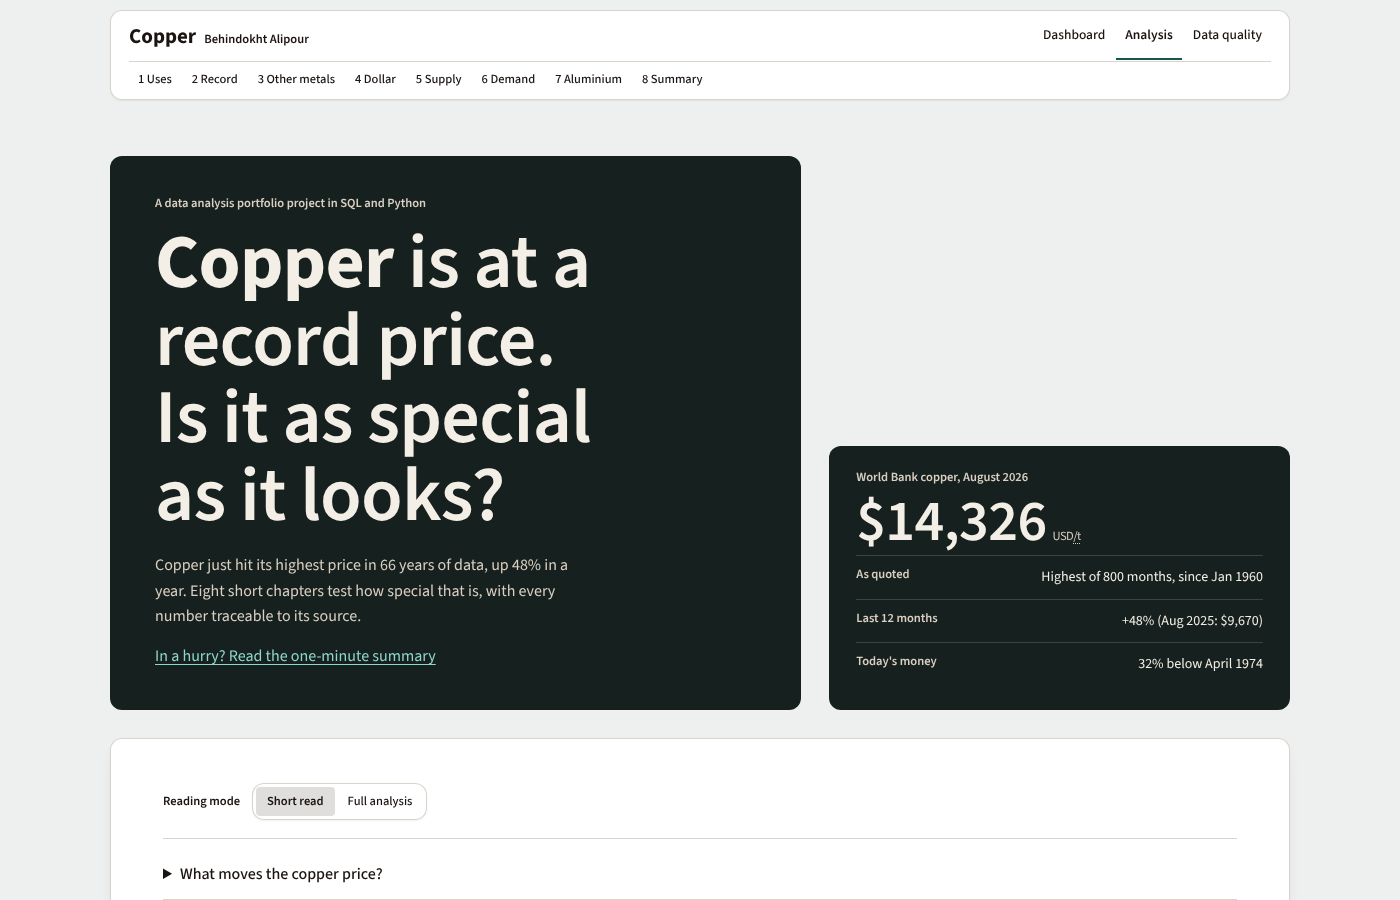 Copper Behindokht Alipour
Dashboard Analysis Data quality
1 Uses 2 Record 3 Other metals 4 Dollar 5 Supply 6 Demand 7 Aluminium 8 Summary
A data analysis portfolio project in SQL and Python
Copper is at a
record price.
Is it as special
as it looks?
Copper just hit its highest price in 66 years of data, up 48% in a
year. Eight short chapters test how special that is, with every
number traceable to its source.
In a hurry? Read the one-minute summary
World Bank copper, August 2026
$14,326 USD/t
As quoted Highest of 800 months, since Jan 1960
Last 12 months +48% (Aug 2025: $9,670)
Today's money 32% below April 1974
Reading mode Short read Full analysis
What moves the copper price?